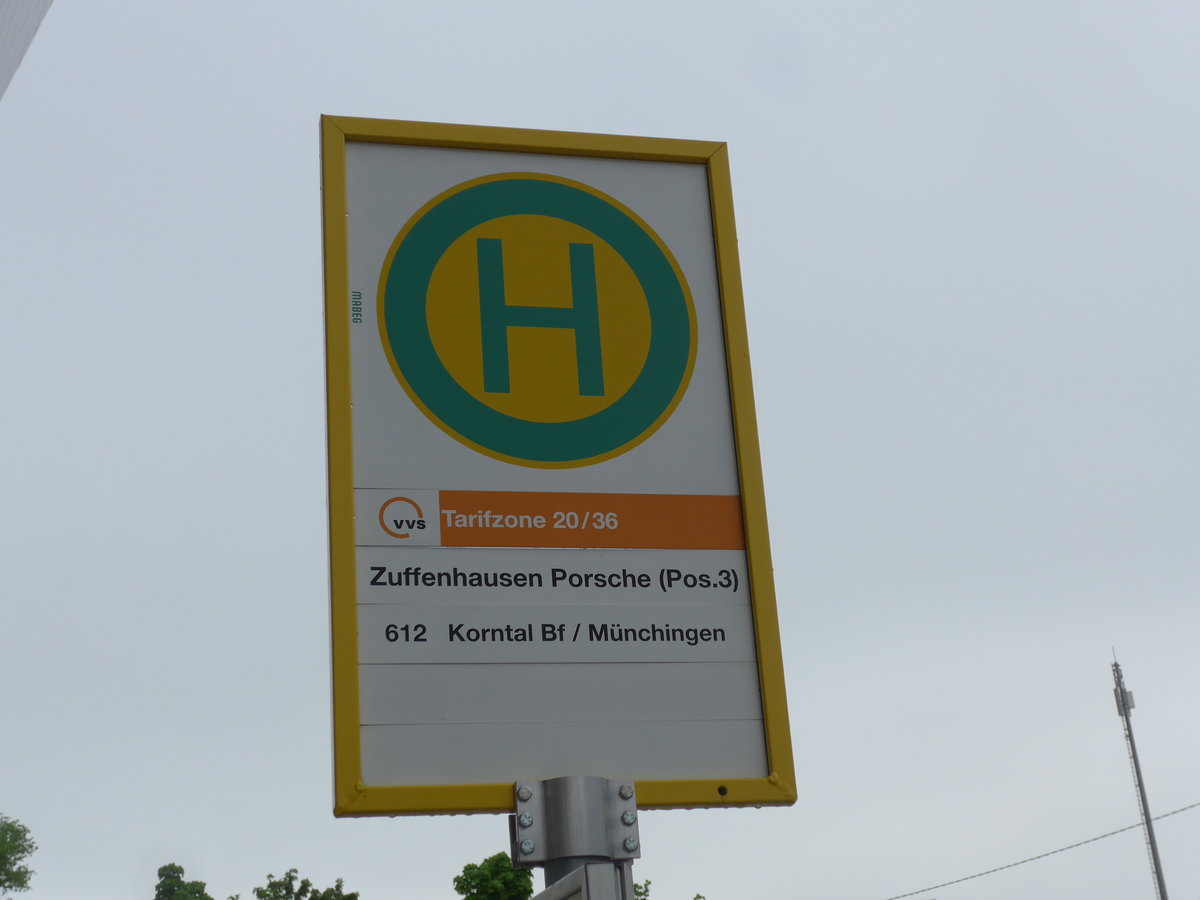 H
MABEG
vvs Tarifzone 20/36
Zuffenhausen Porsche (Pos.3)
612 Korntal Bf / Münchingen